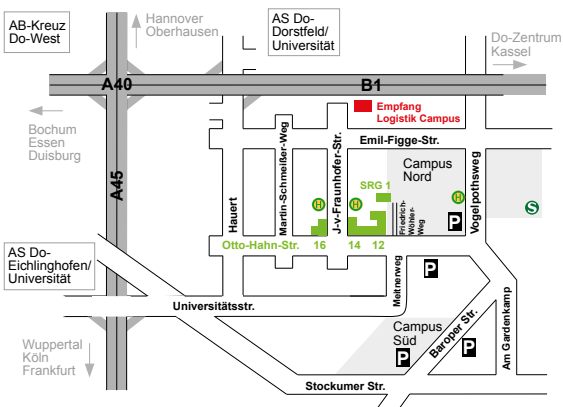 AB-Kreuz
Do-West
Hannover
Oberhausen
AS Do-
Dorstfeld/
Universität
Do-Zentrum
Kassel
A40
B1
Empfang
Logistik Campus
Bochum
Essen
Duisburg
Emil-Figge-Str.
A45
Hauert
Martin-Schmeißer-Weg
J.-v-Fraunhofer-Str.
Campus
Nord
Vogelpothsweg
SRG 1
H
H
H
S
Friedrich-
Wöhler-
Weg
P
Otto-Hahn-Str.
16
14
12
AS Do-
Eichlinghofen/
Universität
Meitnerweg
P
Universitätsstr.
Campus
Süd
P
Baroper Str.
P
Am Gardenkamp
Wuppertal
Köln
Frankfurt
Stockumer Str.